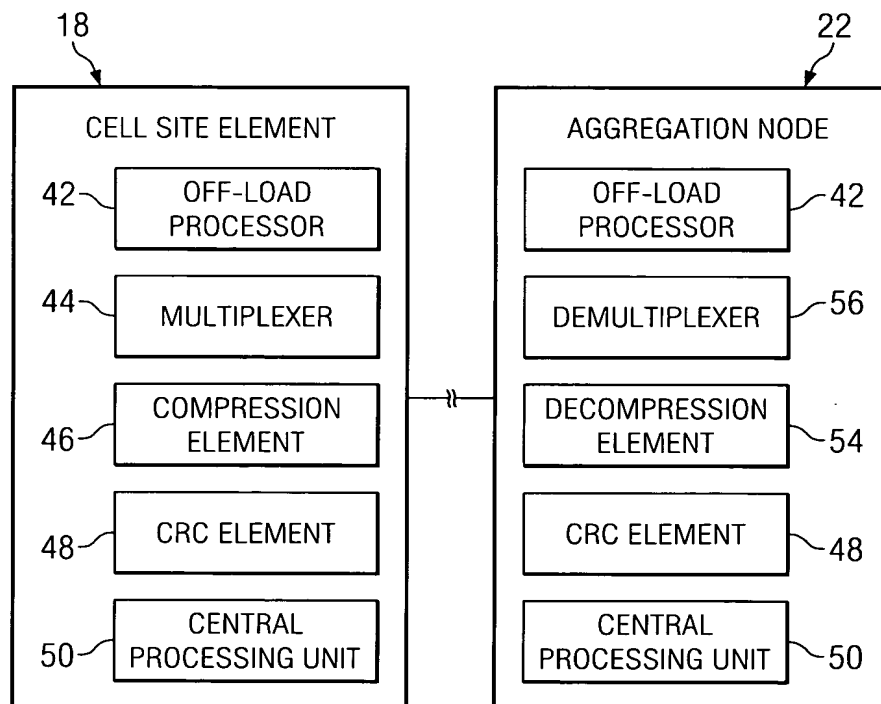 18
CELL SITE ELEMENT
42
OFF-LOAD
PROCESSOR
44
MULTIPLEXER
46
COMPRESSION
ELEMENT
48
CRC ELEMENT
50
CENTRAL
PROCESSING UNIT
22
AGGREGATION NODE
OFF-LOAD
PROCESSOR
42
DEMULTIPLEXER
56
DECOMPRESSION
ELEMENT
54
CRC ELEMENT
48
CENTRAL
PROCESSING UNIT
50